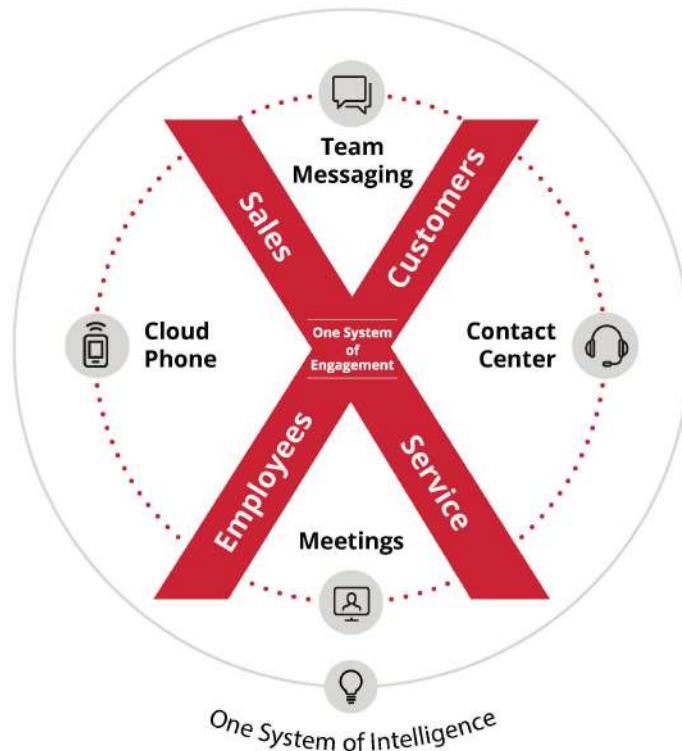 Team
Messaging
Sales
Customers
Cloud
Phone
One System
of
Engagement
Contact
Center
Employees
Service
Meetings
One System of Intelligence